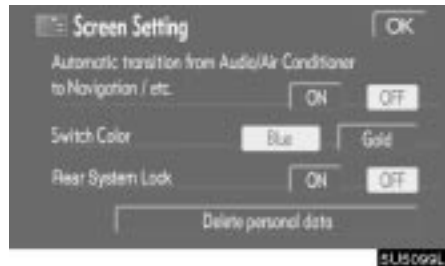 Screen Setting OK
Automatic transition from Audio/Air Conditioner
to Navigation / etc. ON OFF
Switch Color Blue Gold
Rear System Lock ON OFF
Delete personal data
5U5099L